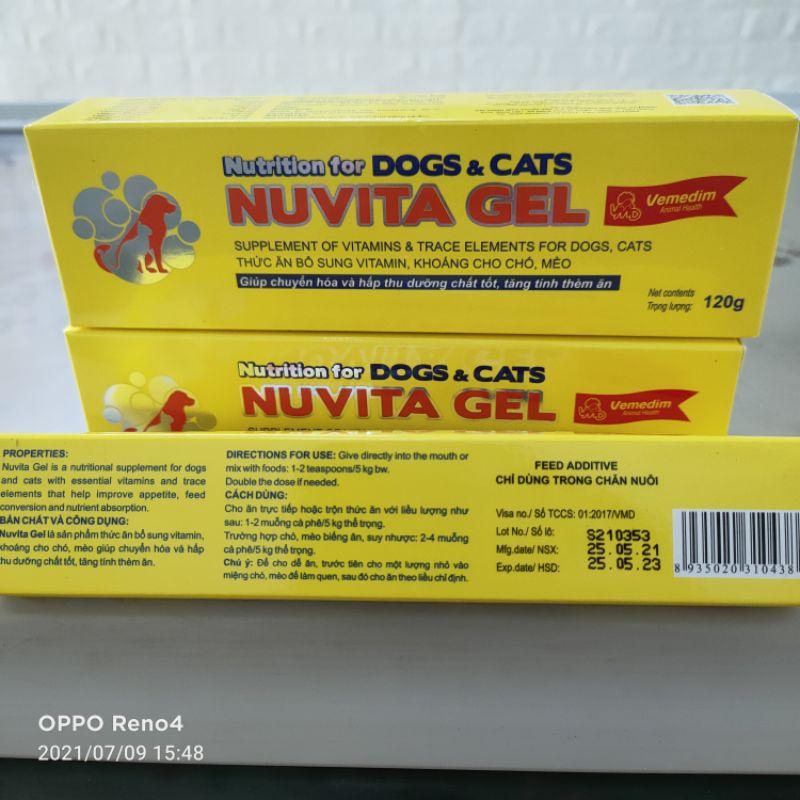 Nutrition for DOGS & CATS
NUVITA GEL
Vemedim
Animal Health
SUPPLEMENT OF VITAMINS & TRACE ELEMENTS FOR DOGS, CATS
THỨC ĂN BỔ SUNG VITAMIN, KHOÁNG CHO CHÓ, MÈO
Giúp chuyển hóa và hấp thu dưỡng chất tốt, tăng tính thèm ăn
Net contents
Trọng lượng: 120g
Nutrition for DOGS & CATS
NUVITA GEL
Vemedim
Animal Health
PROPERTIES:
Nuvita Gel is a nutritional supplement for dogs
and cats with essential vitamins and trace
elements that help improve appetite, feed
conversion and nutrient absorption.
BẢN CHẤT VÀ CÔNG DỤNG:
Nuvita Gel là sản phẩm thức ăn bổ sung vitamin,
khoáng cho chó, mèo giúp chuyển hóa và hấp
thu dưỡng chất tốt, tăng tính thèm ăn.
DIRECTIONS FOR USE: Give directly into the mouth or
mix with foods: 1-2 teaspoons/5 kg bw.
Double the dose if needed.
CÁCH DÙNG:
Cho ăn trực tiếp hoặc trộn thức ăn với liều lượng như
sau: 1-2 muỗng cà phê/5 kg thể trọng.
Trường hợp chó, mèo biếng ăn, suy nhược: 2-4 muỗng
cà phê/5 kg thể trọng.
Chú ý: Để cho dễ ăn, trước tiên cho một lượng nhỏ vào
miệng chó, mèo để làm quen, sau đó cho ăn theo liều chỉ định.
FEED ADDITIVE
CHỈ DÙNG TRONG CHĂN NUÔI
Visa no./ Số TCCS: 01:2017/VMD
Lot No./ Số lô: S210353
Mfg.date/ NSX: 25.05.21
Exp.date/ HSD: 25.05.23
8 935020 310438
OPPO Reno4
2021/07/09 15:48